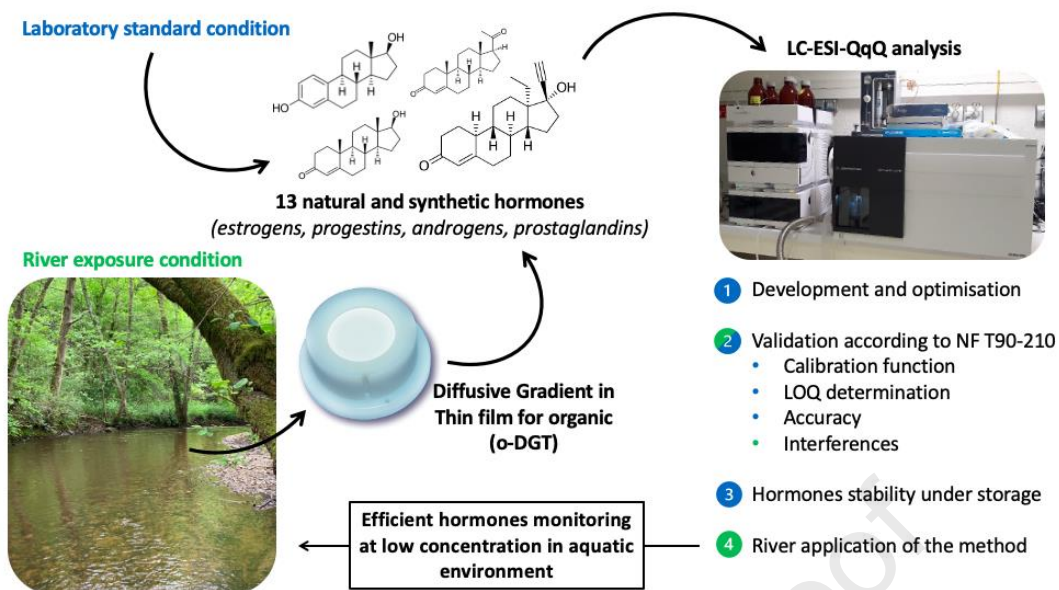 Laboratory standard condition
OH
HO
H
H
H
O
H
H
H
O
OH
O
H
H
H
OH
O
H
H
H
H
LC-ESI-QqQ analysis
13 natural and synthetic hormones
(estrogens, progestins, androgens, prostaglandins)
River exposure condition
Diffusive Gradient in
Thin film for organic
(o-DGT)
1 Development and optimisation
2 Validation according to NF T90-210
• Calibration function
• LOQ determination
• Accuracy
• Interferences
3 Hormones stability under storage
4 River application of the method
Efficient hormones monitoring
at low concentration in aquatic
environment
oof